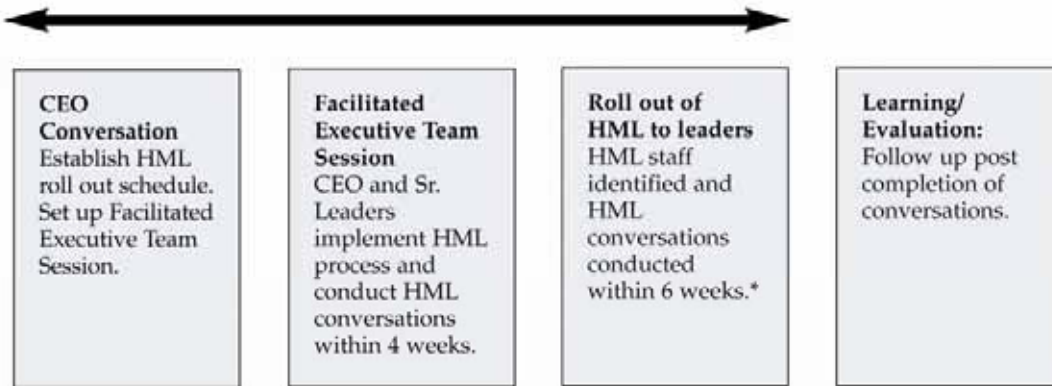 CEO
Conversation
Establish HML
roll out schedule.
Set up Facilitated
Executive Team
Session.
Facilitated
Executive Team
Session
CEO and Sr.
Leaders
implement HML
process and
conduct HML
conversations
within 4 weeks.
Roll out of
HML to leaders
HML staff
identified and
HML
conversations
conducted
within 6 weeks.*
Learning/
Evaluation:
Follow up post
completion of
conversations.